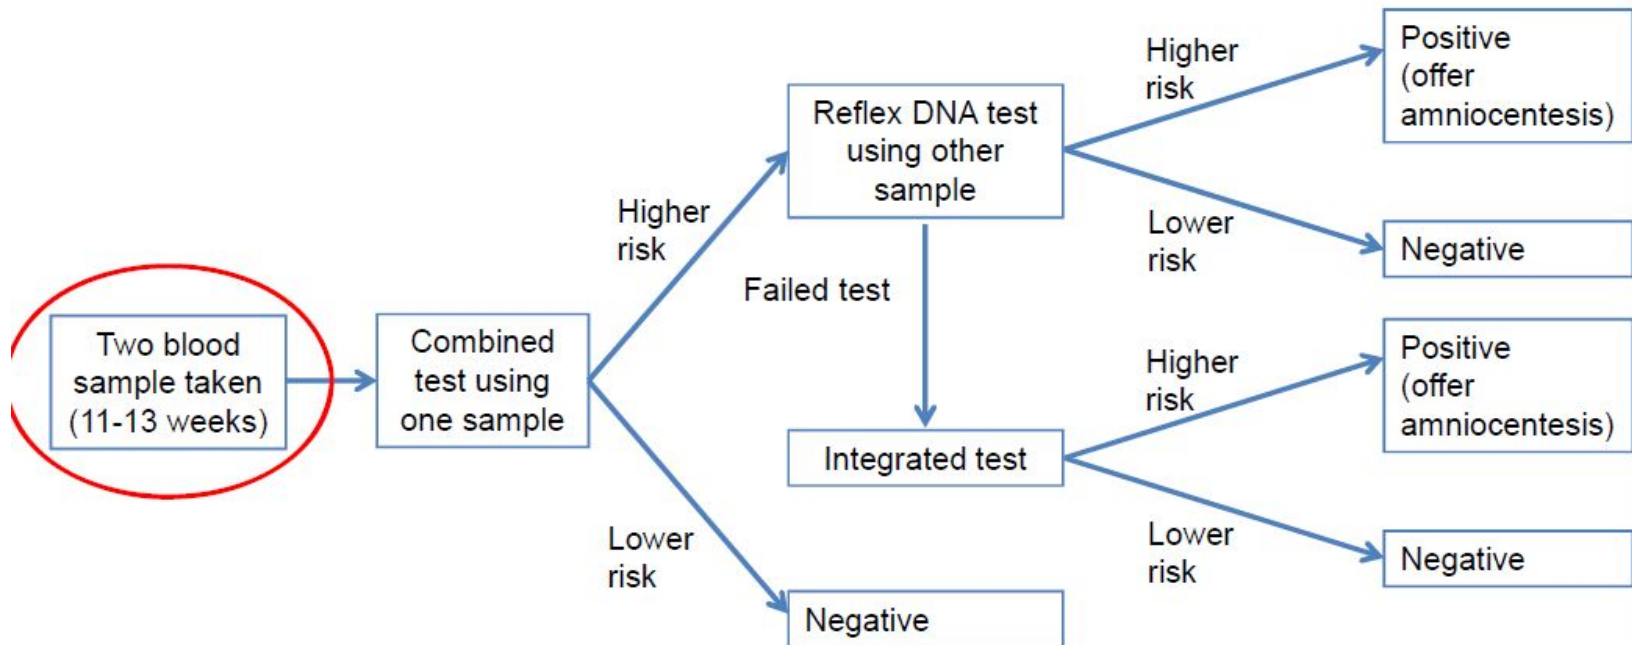 Two blood
sample taken
(11-13 weeks)
Combined
test using
one sample
Higher
risk
Lower
risk
Reflex DNA test
using other
sample
Failed test
Integrated test
Negative
Higher
risk
Positive
(offer
amniocentesis)
Lower
risk
Negative
Higher
risk
Positive
(offer
amniocentesis)
Lower
risk
Negative